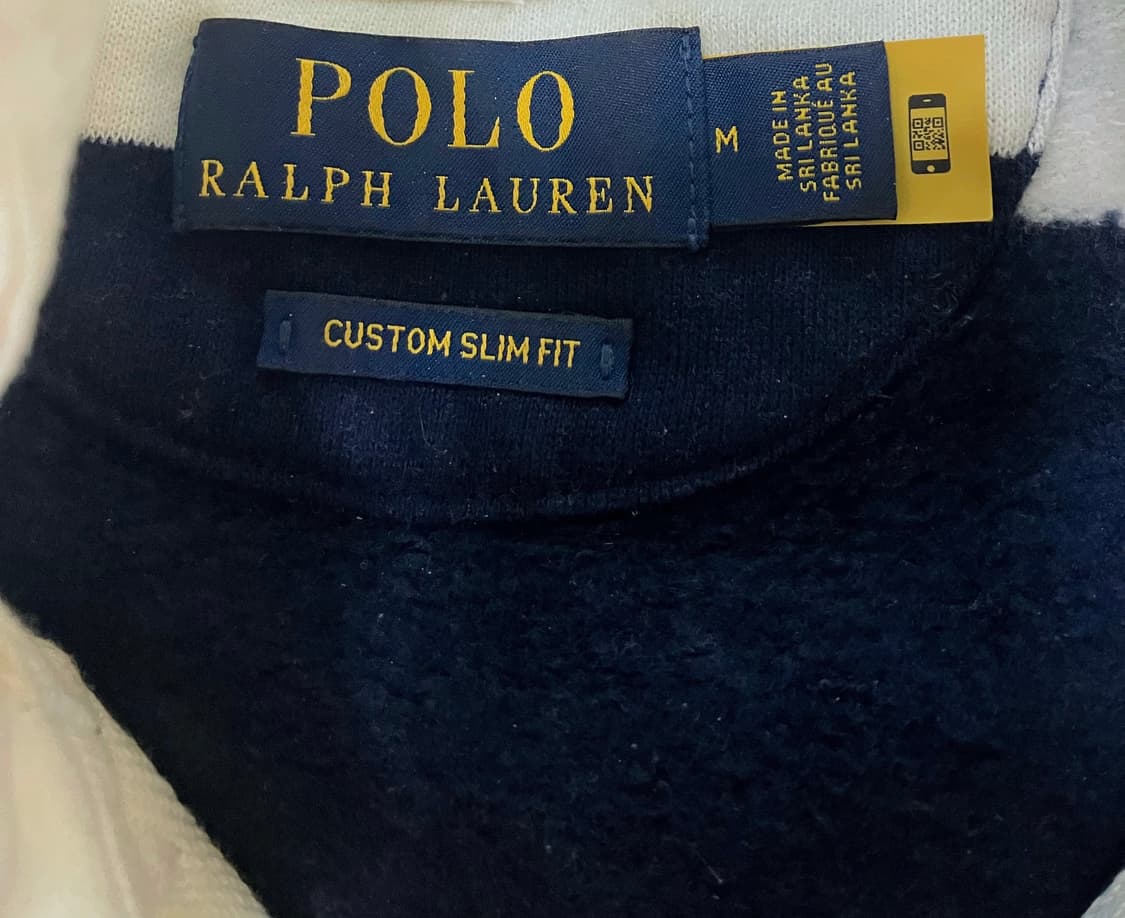 POLO
RALPH LAUREN
M
MADE IN
SRI LANKA
FABRIQUÉ AU
SRI LANKA
CUSTOM SLIM FIT